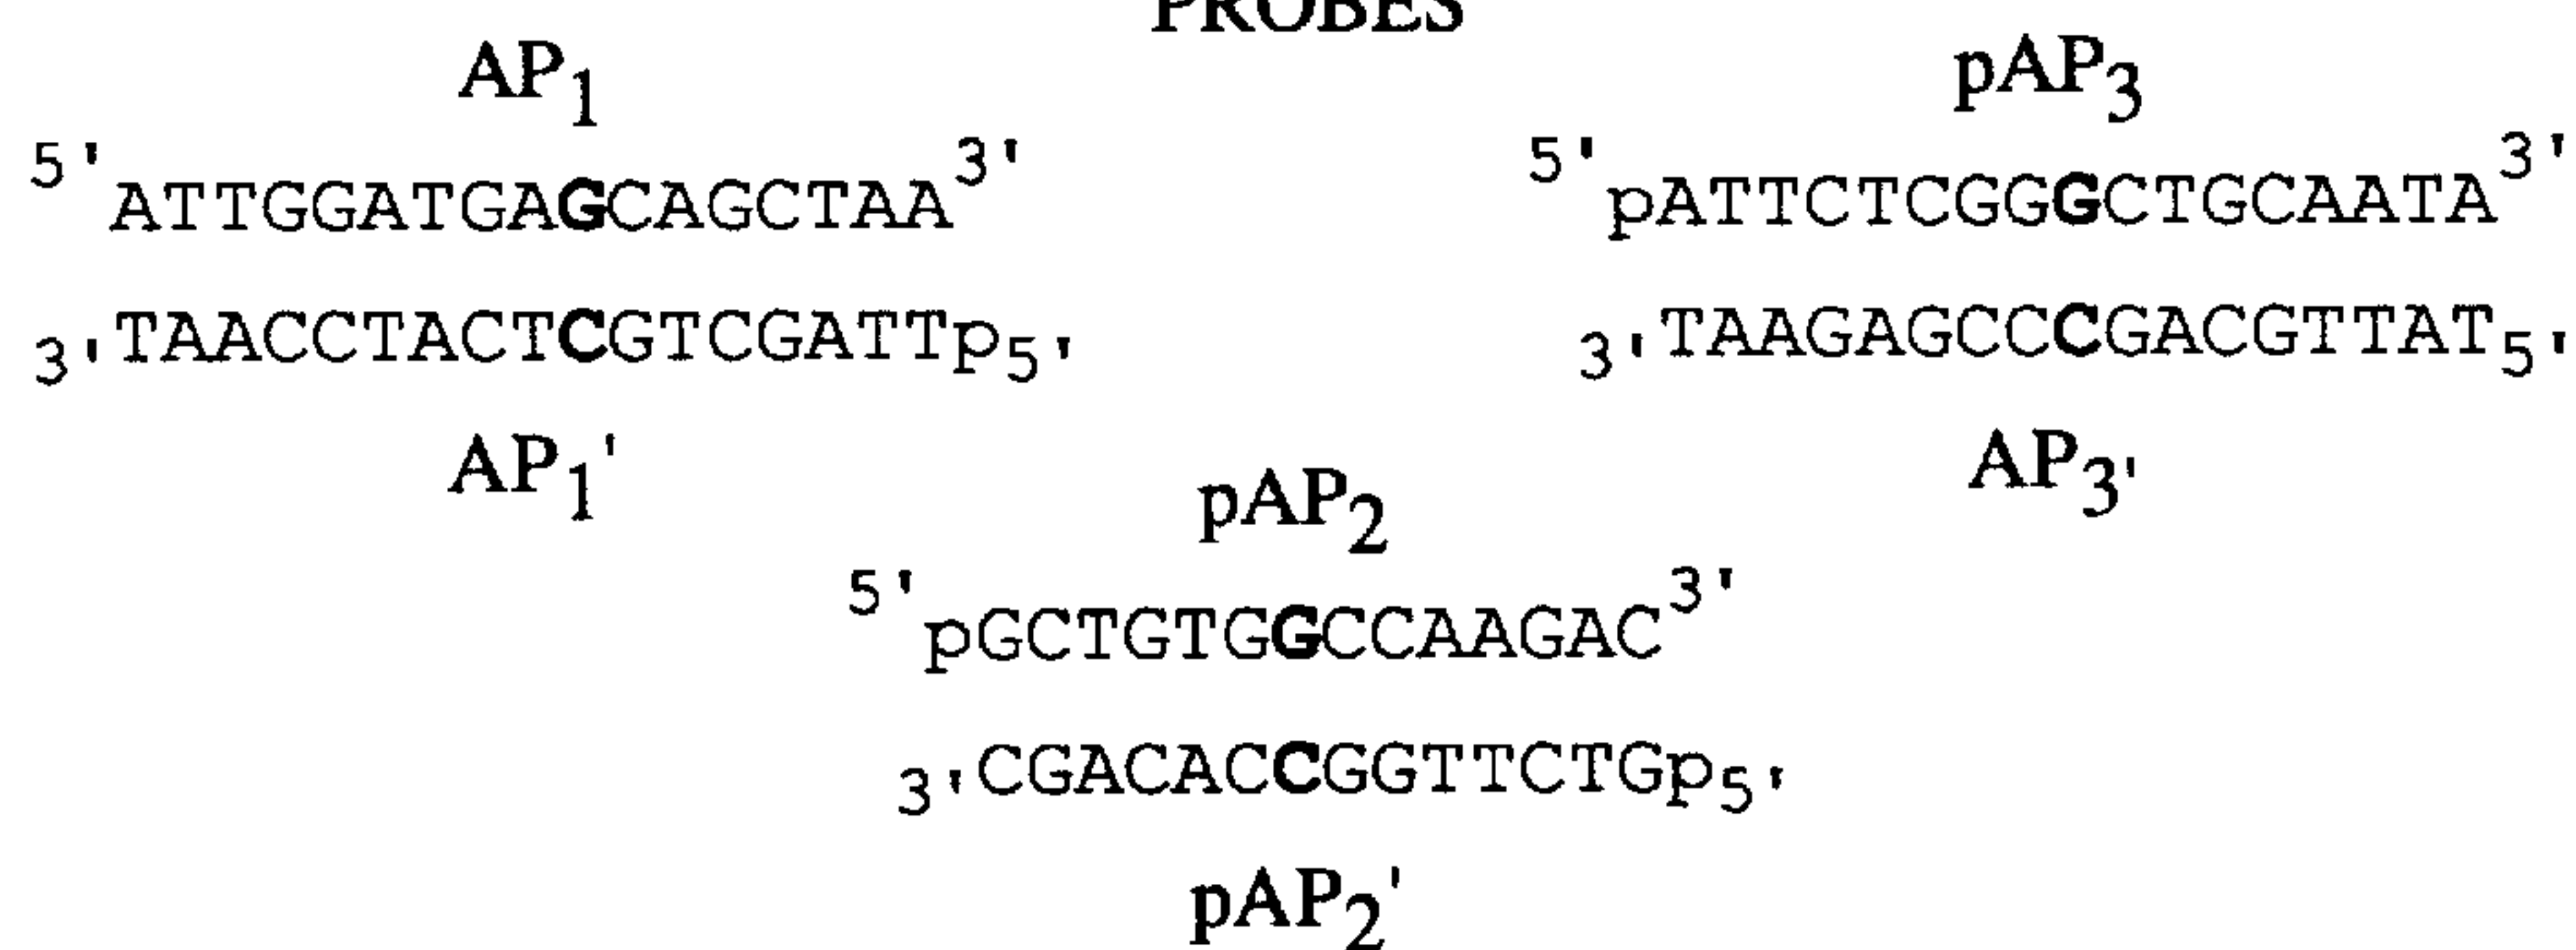 PROBES
AP1
pAP3
5'ATTGGATGAGCAGCTAA3'
5'pATTCTCGGGCTGCAATA3'
3'TAACCTACTCGTCGATTp5'
3'TAAGAGCCCGACGTTAT5'
AP1'
AP3'
pAP2
5'pGCTGTGGCCAAGAC3'
3'CGACACCGGTTCTGp5'
pAP2'